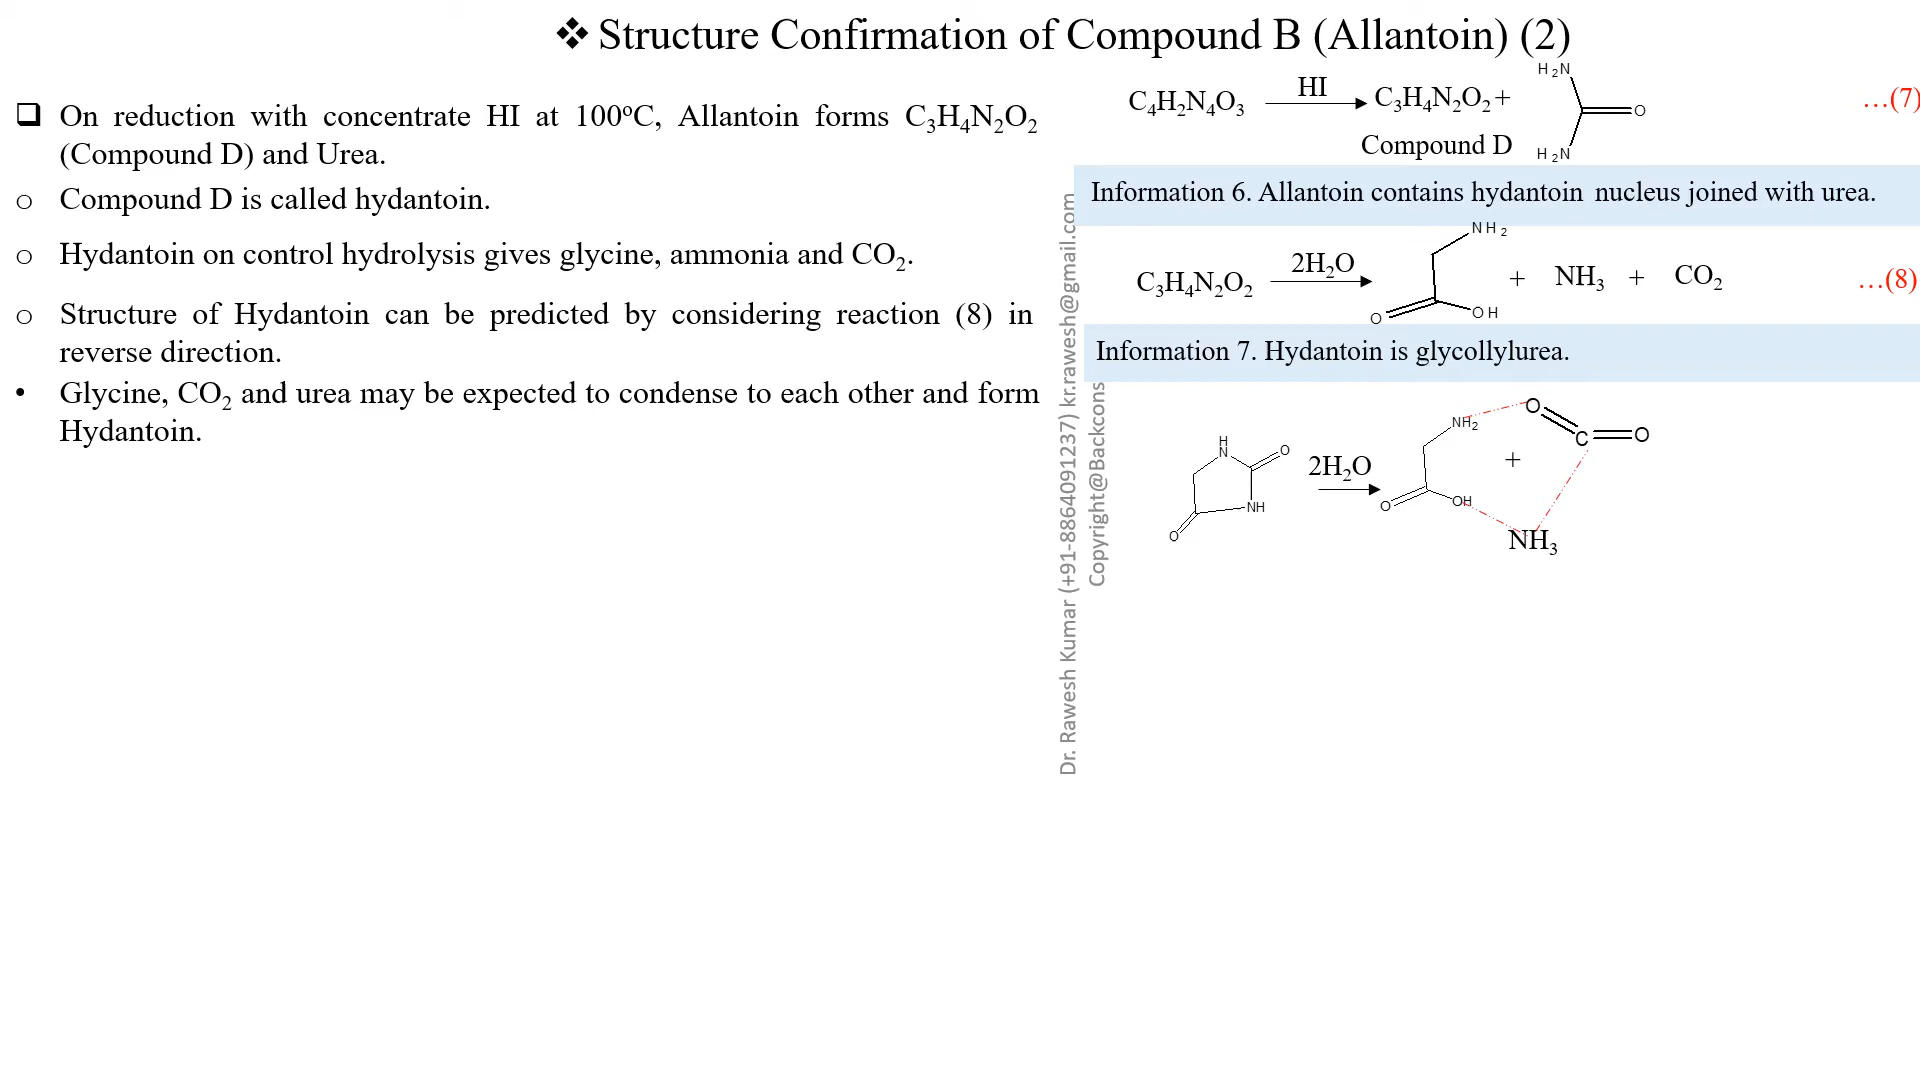 ❖ Structure Confirmation of Compound B (Allantoin) (2)
❑ On reduction with concentrate HI at 100ºC, Allantoin forms C₃H₄N₂O₂
(Compound D) and Urea.
o Compound D is called hydantoin.
o Hydantoin on control hydrolysis gives glycine, ammonia and CO₂.
o Structure of Hydantoin can be predicted by considering reaction (8) in
reverse direction.
• Glycine, CO₂ and urea may be expected to condense to each other and form
Hydantoin.
Dr. Rawesh Kumar (+91-8864091237) kr.rawesh@gmail.com
Copyright@Backcons
C₄H₂N₄O₃ HI C₃H₄N₂O₂ + H₂N O H₂N …(7)
Compound D
Information 6. Allantoin contains hydantoin nucleus joined with urea.
C₃H₄N₂O₂ 2H₂O NH₂ O OH + NH₃ + CO₂ …(8)
Information 7. Hydantoin is glycollylurea.
H N O NH O 2H₂O NH₂ O OH + O C O
NH₃